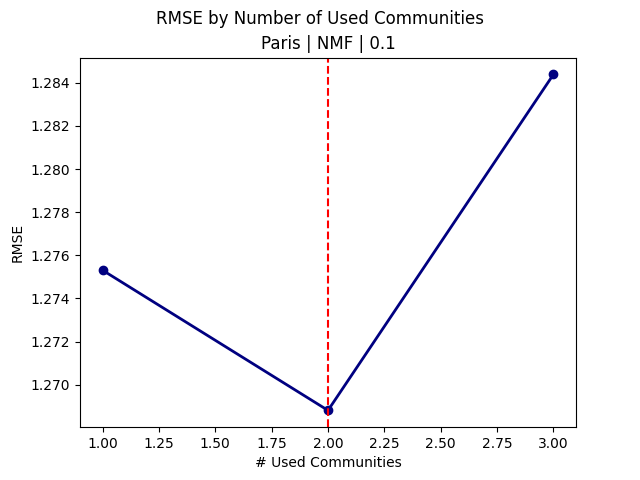 RMSE by Number of Used Communities
Paris | NMF | 0.1
RMSE
1.284
1.282
1.280
1.278
1.276
1.274
1.272
1.270
1.00 1.25 1.50 1.75 2.00 2.25 2.50 2.75 3.00
# Used Communities